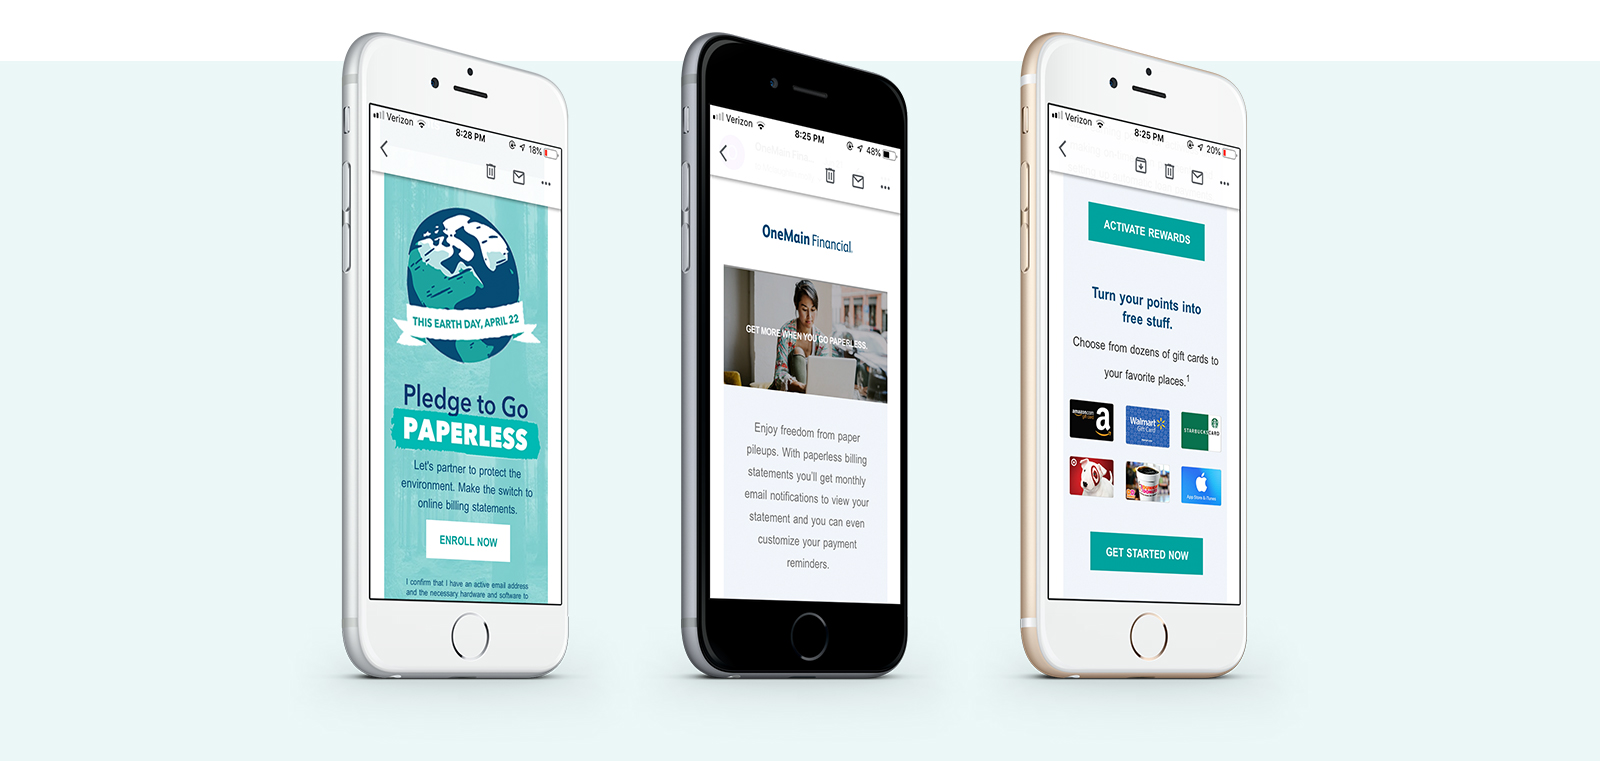 Verizon
8:28 PM
18%
THIS EARTH DAY, APRIL 22
Pledge to Go
PAPERLESS
Let's partner to protect the
environment. Make the switch to
online billing statements.
ENROLL NOW
I confirm that I have an active email address
and the necessary hardware and software to
Verizon
8:25 PM
48%
OneMain Fina...
OneMain Financial.
GET MORE WHEN YOU GO PAPERLESS.
Enjoy freedom from paper
pileups. With paperless billing
statements you'll get monthly
email notifications to view your
statement and you can even
customize your payment
reminders.
Verizon
8:25 PM
20%
ACTIVATE REWARDS
Turn your points into
free stuff.
Choose from dozens of gift cards to
your favorite places.1
amazon.com
a
Walmart
Gift Card
STARBUCKS CARD
App Store & iTunes
GET STARTED NOW